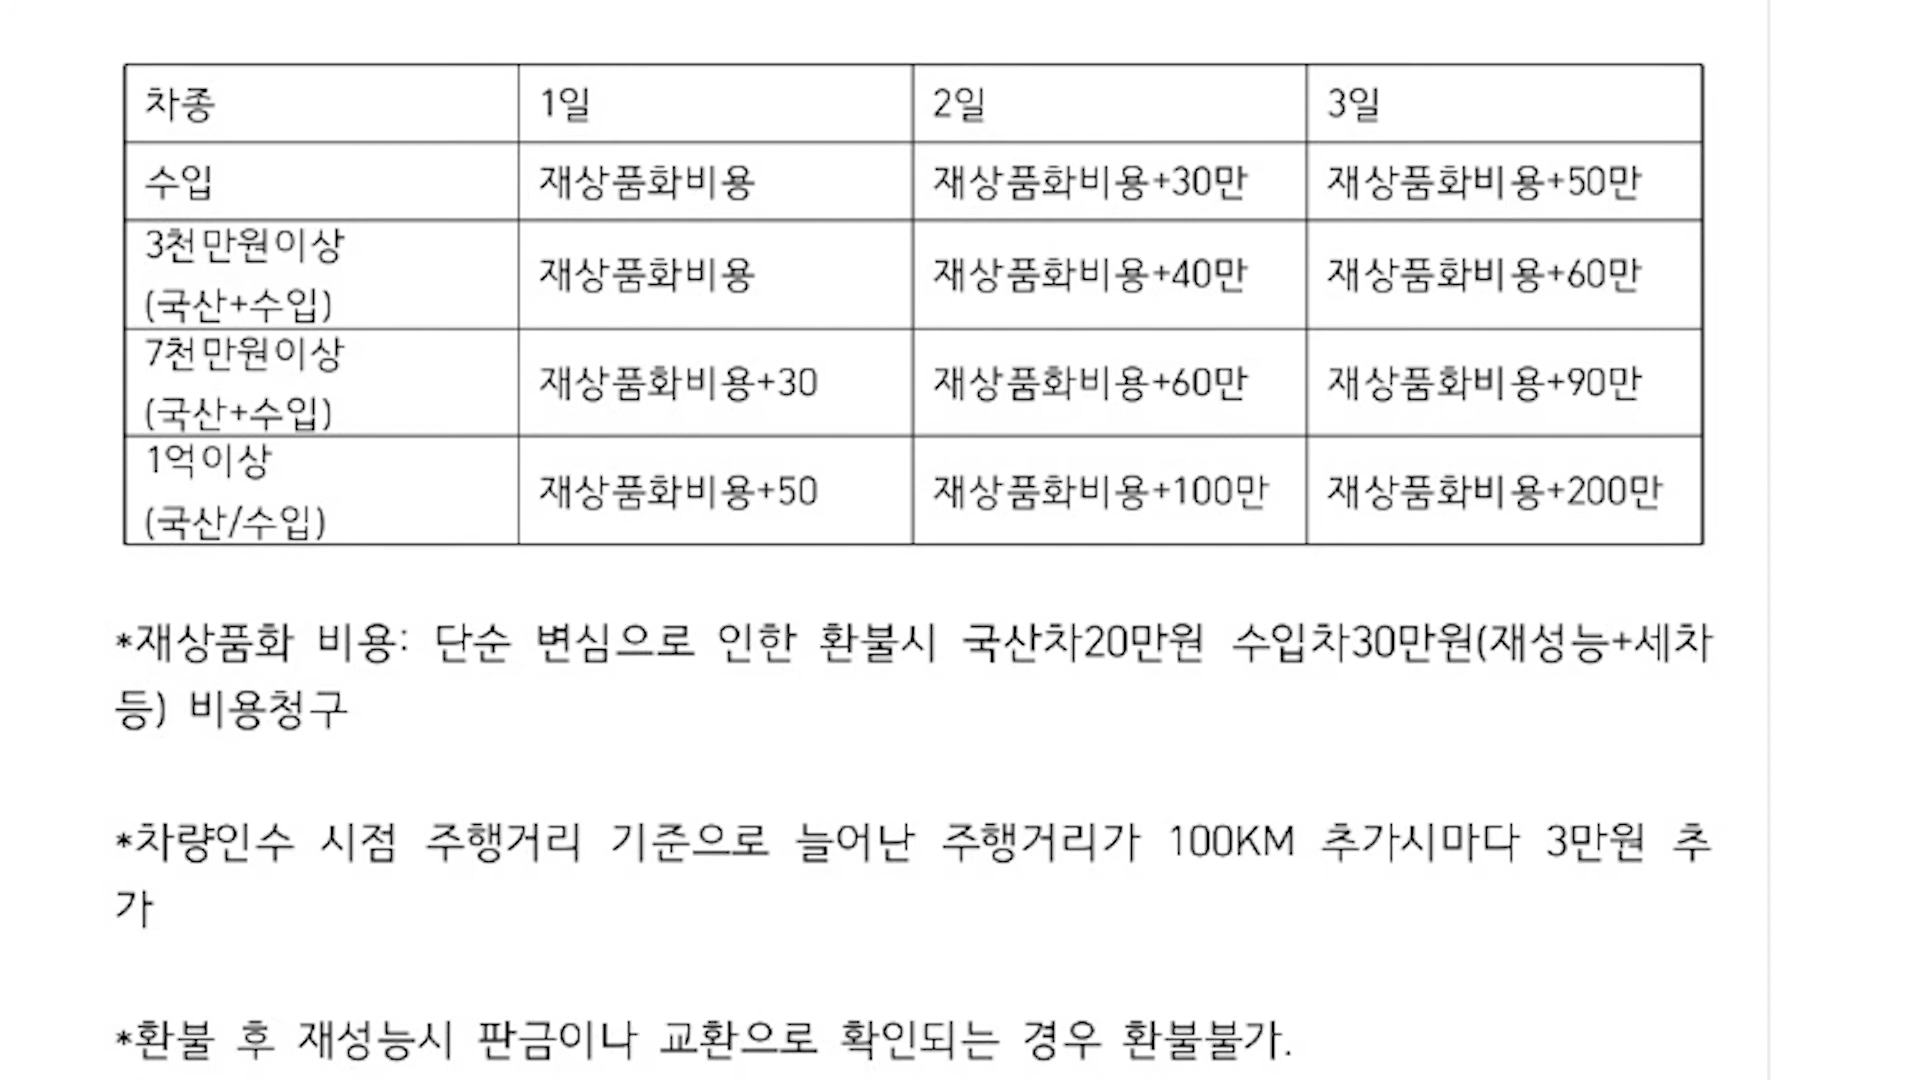 차종 1일 2일 3일
수입 재상품화비용 재상품화비용+30만 재상품화비용+50만
3천만원이상
(국산+수입) 재상품화비용 재상품화비용+40만 재상품화비용+60만
7천만원이상
(국산+수입) 재상품화비용+30 재상품화비용+60만 재상품화비용+90만
1억이상
(국산/수입) 재상품화비용+50 재상품화비용+100만 재상품화비용+200만
*재상품화 비용: 단순 변심으로 인한 환불시 국산차20만원 수입차30만원(재성능+세차
등) 비용청구
*차량인수 시점 주행거리 기준으로 늘어난 주행거리가 100KM 추가시마다 3만원 추
가
*환불 후 재성능시 판금이나 교환으로 확인되는 경우 환불불가.